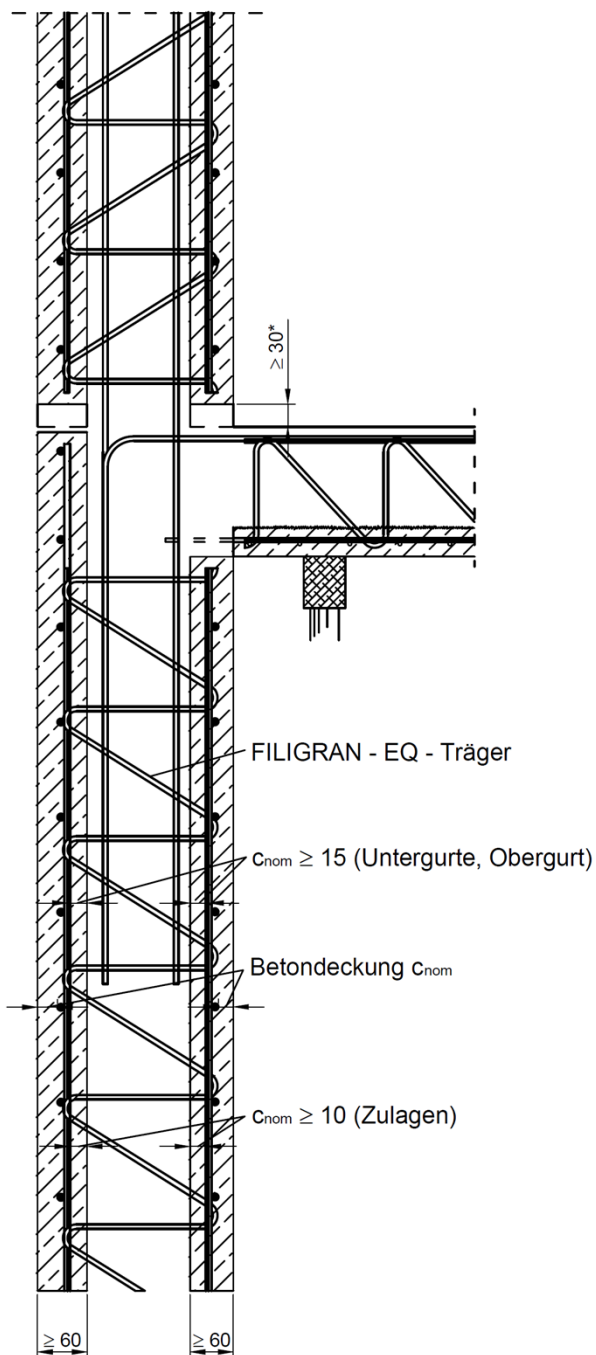 ≥ 30*
FILIGRAN - EQ - Träger
cnom ≥ 15 (Untergurte, Obergurt)
Betondeckung cnom
cnom ≥ 10 (Zulagen)
≥ 60
≥ 60